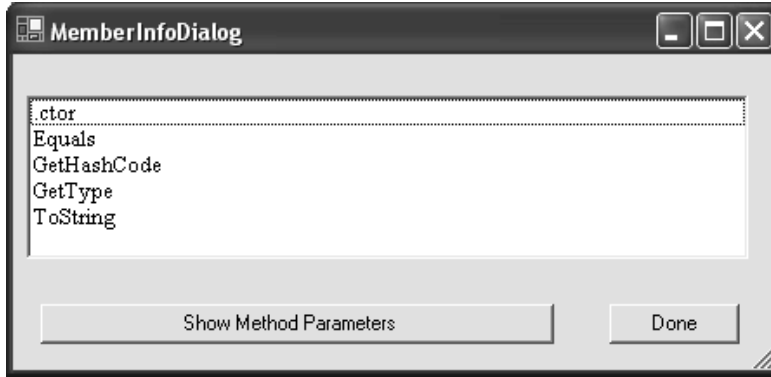 MemberInfoDialog
.ctor
Equals
GetHashCode
GetType
ToString
Show Method Parameters
Done